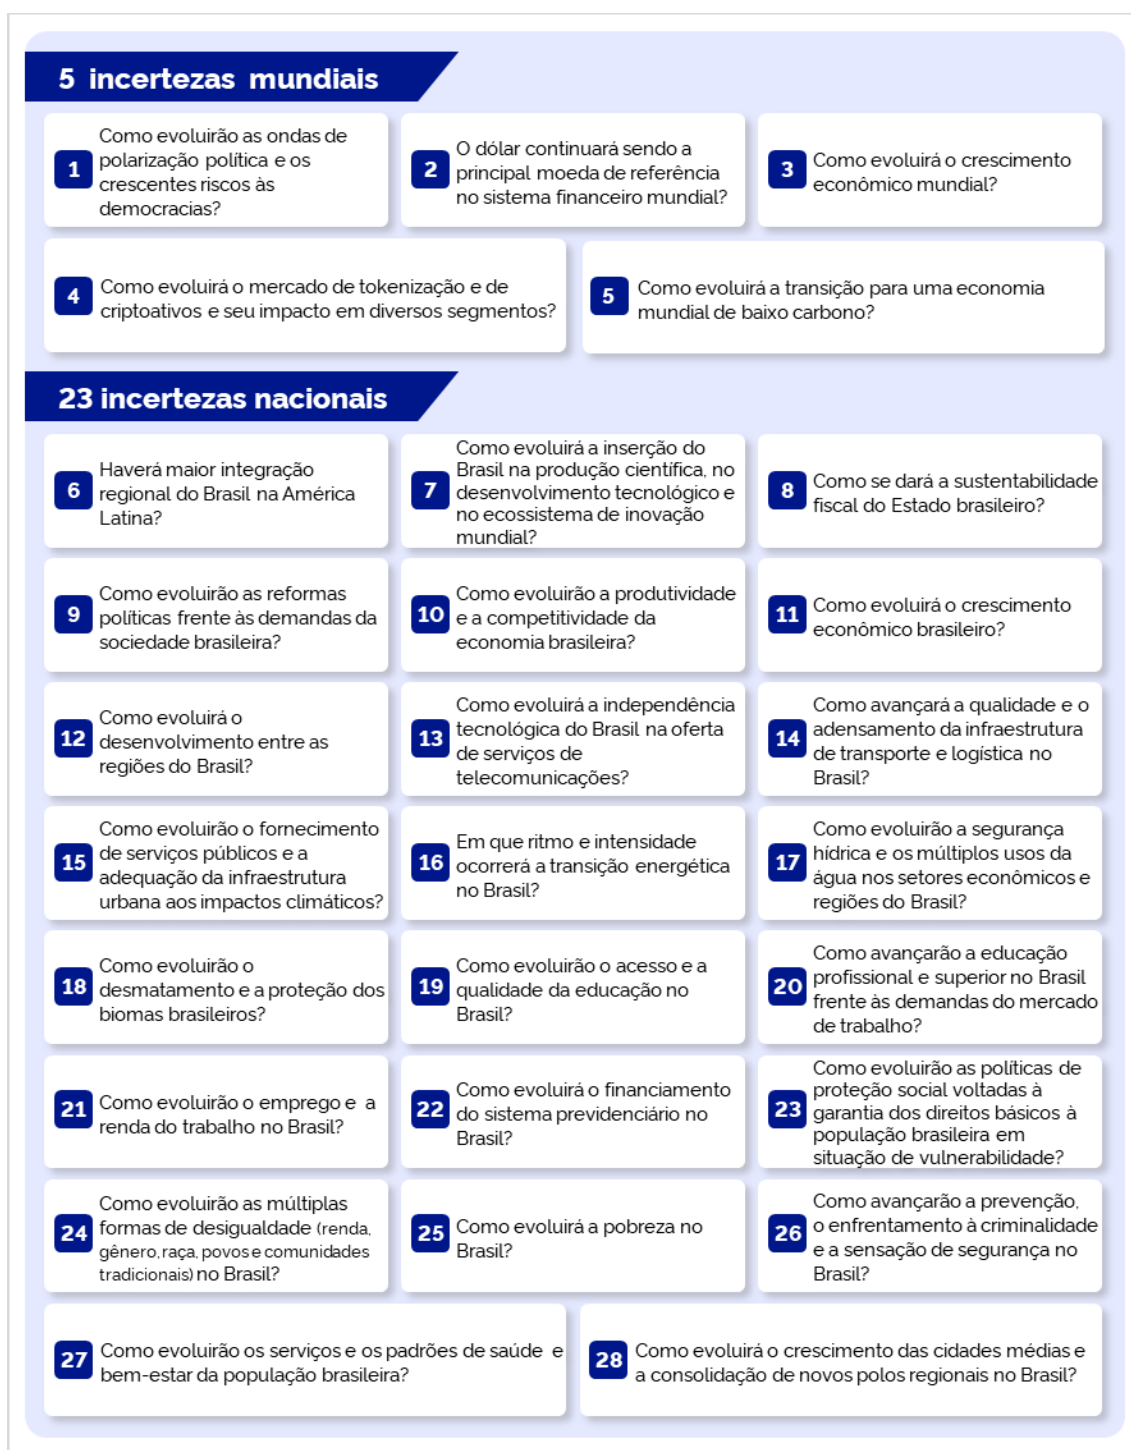 5 incertezas mundiais
1
Como evoluirão as ondas de
polarização política e os
crescentes riscos às
democracias?
2
O dólar continuará sendo a
principal moeda de referência
no sistema financeiro mundial?
3
Como evoluirá o crescimento
econômico mundial?
4
Como evoluirá o mercado de tokenização e de
criptoativos e seu impacto em diversos segmentos?
5
Como evoluirá a transição para uma economia
mundial de baixo carbono?
23 incertezas nacionais
6
Haverá maior integração
regional do Brasil na América
Latina?
7
Como evoluirá a inserção do
Brasil na produção científica, no
desenvolvimento tecnológico e
no ecossistema de inovação
mundial?
8
Como se dará a sustentabilidade
fiscal do Estado brasileiro?
9
Como evoluirão as reformas
políticas frente às demandas da
sociedade brasileira?
10
Como evoluirão a produtividade
e a competitividade da
economia brasileira?
11
Como evoluirá o crescimento
econômico brasileiro?
12
Como evoluirá o
desenvolvimento entre as
regiões do Brasil?
13
Como evoluirá a independência
tecnológica do Brasil na oferta
de serviços de
telecomunicações?
14
Como avançará a qualidade e o
adensamento da infraestrutura
de transporte e logística no
Brasil?
15
Como evoluirão o fornecimento
de serviços públicos e a
adequação da infraestrutura
urbana aos impactos climáticos?
16
Em que ritmo e intensidade
ocorrerá a transição energética
no Brasil?
17
Como evoluirão a segurança
hídrica e os múltiplos usos da
água nos setores econômicos e
regiões do Brasil?
18
Como evoluirão o
desmatamento e a proteção dos
biomas brasileiros?
19
Como evoluirão o acesso e a
qualidade da educação no
Brasil?
20
Como avançarão a educação
profissional e superior no Brasil
frente às demandas do mercado
de trabalho?
21
Como evoluirão o emprego e a
renda do trabalho no Brasil?
22
Como evoluirá o financiamento
do sistema previdenciário no
Brasil?
23
Como evoluirão as políticas de
proteção social voltadas à
garantia dos direitos básicos à
população brasileira em
situação de vulnerabilidade?
24
Como evoluirão as múltiplas
formas de desigualdade (renda,
gênero, raça, povos e comunidades
tradicionais) no Brasil?
25
Como evoluirá a pobreza no
Brasil?
26
Como avançarão a prevenção,
o enfrentamento à criminalidade
e a sensação de segurança no
Brasil?
27
Como evoluirão os serviços e os padrões de saúde e
bem-estar da população brasileira?
28
Como evoluirá o crescimento das cidades médias e
a consolidação de novos polos regionais no Brasil?